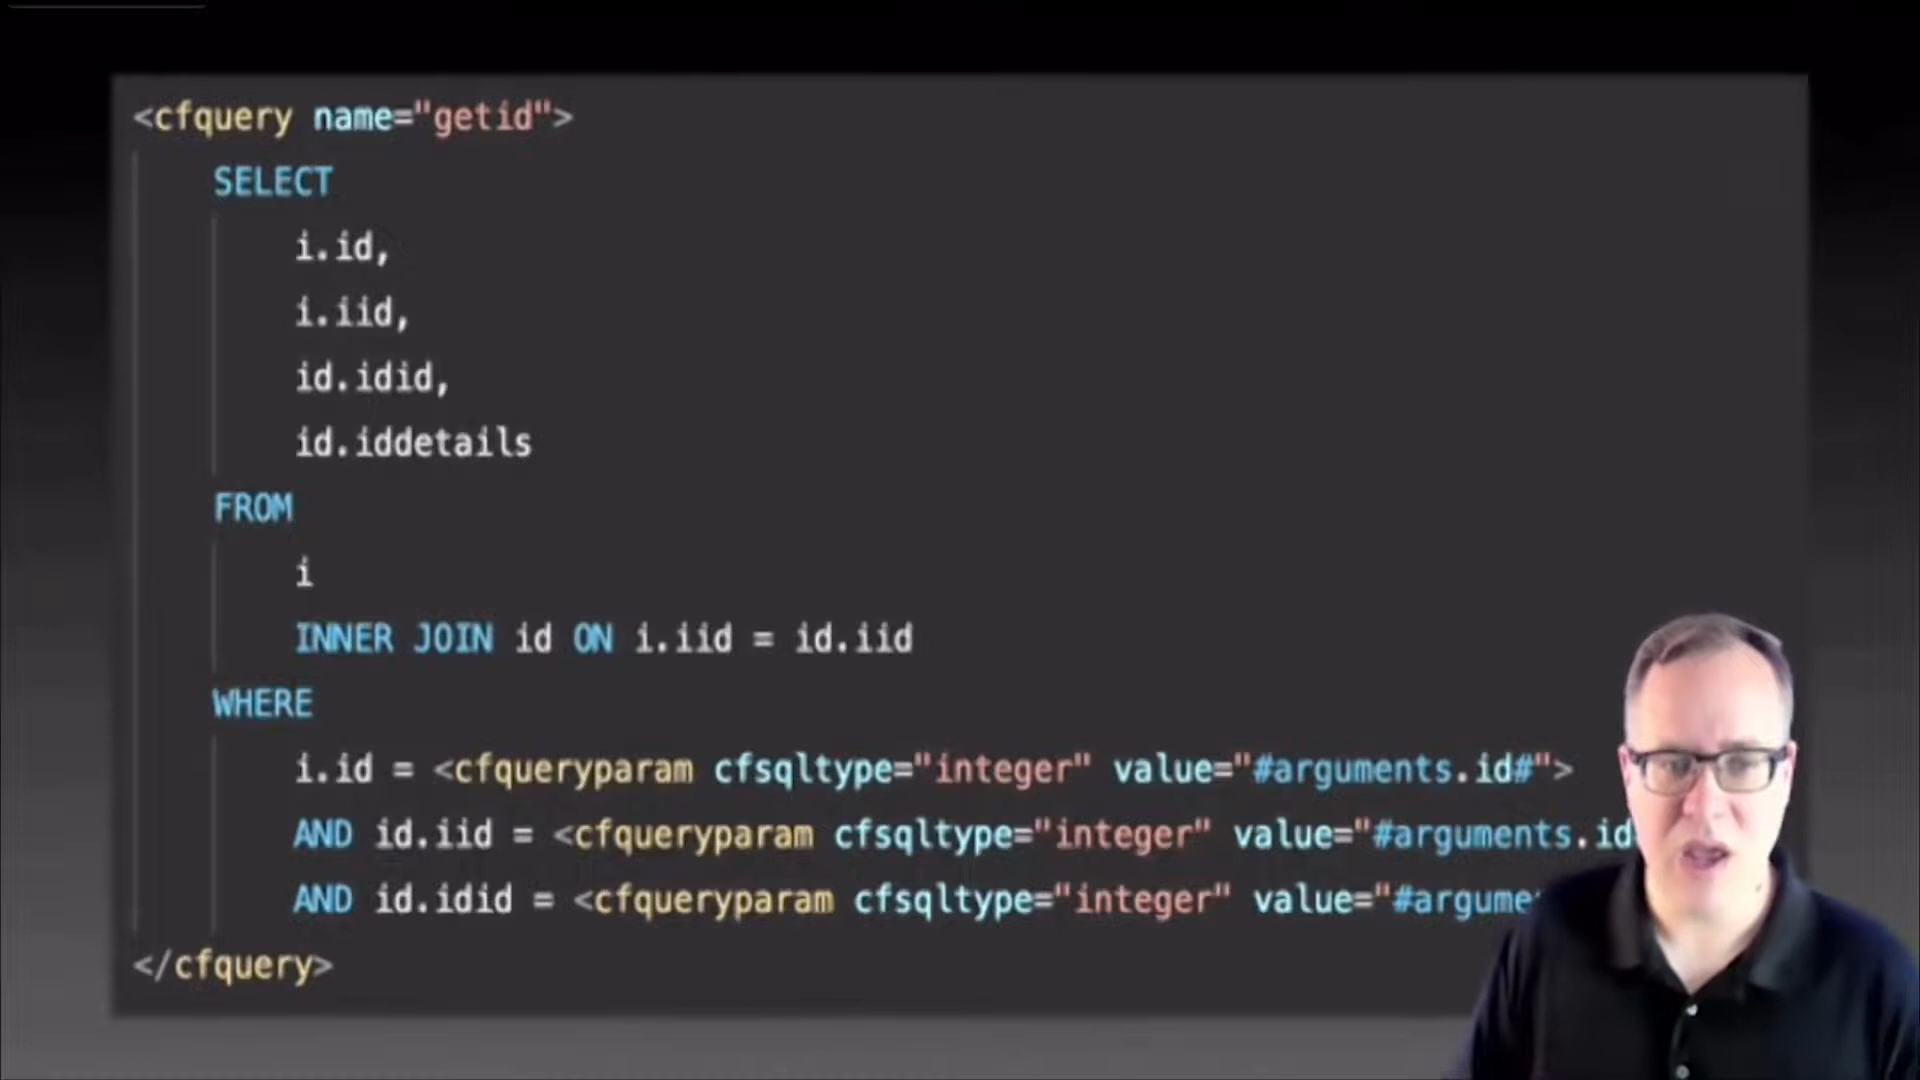 <cfquery name="getid">
SELECT
i.id,
i.iid,
id.idid,
id.iddetails
FROM
i
INNER JOIN id ON i.iid = id.iid
WHERE
i.id = <cfqueryparam cfsqltype="integer" value="#arguments.id#">
AND id.iid = <cfqueryparam cfsqltype="integer" value="#arguments.id
AND id.idid = <cfqueryparam cfsqltype="integer" value="#argume
</cfquery>